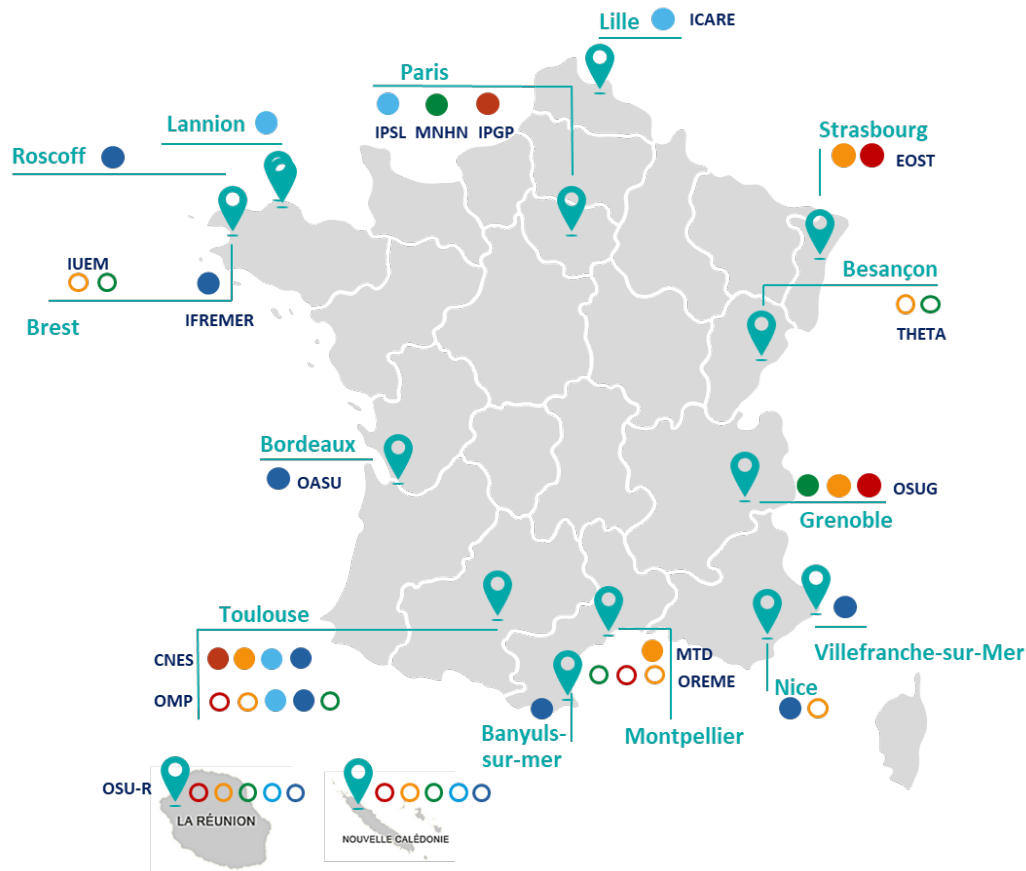 Lille
ICARE
Paris
IPSL MNHN IPGP
Lannion
Roscoff
Strasbourg
EOST
IUEM
IFREMER
Brest
Besançon
THETA
Bordeaux
OASU
OSUG
Grenoble
Toulouse
CNES
OMP
MTD
OREME
Villefranche-sur-Mer
Nice
Banyuls-
sur-mer
Montpellier
OSU-R
LA RÉUNION
NOUVELLE CALÉDONIE